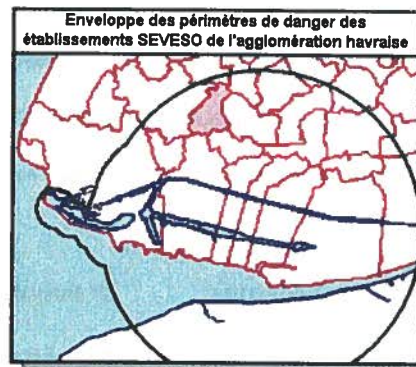 Enveloppe des périmètres de danger des
établissements SEVESO de l'agglomération havraise